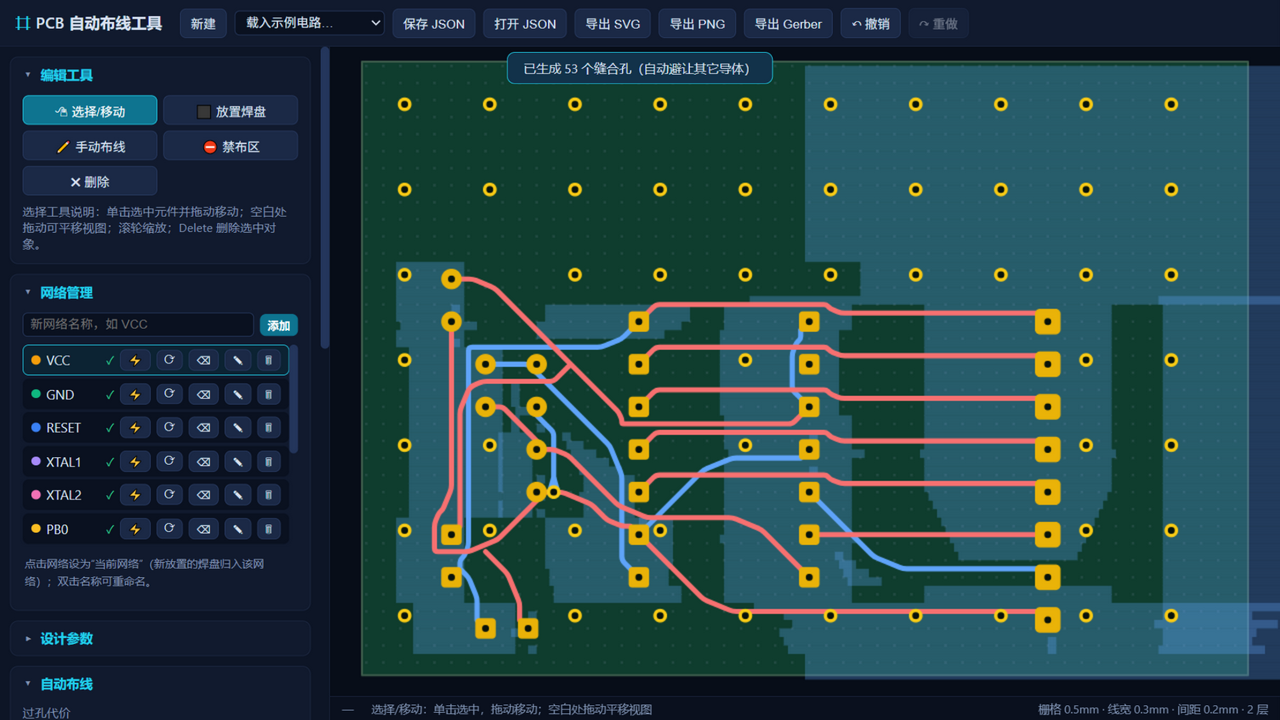 PCB 自动布线工具
新建
载入示例电路…
保存 JSON
打开 JSON
导出 SVG
导出 PNG
导出 Gerber
撤销
重做
编辑工具
选择/移动
放置焊盘
手动布线
禁布区
删除
选择工具说明：单击选中元件并拖动移动；空白处
拖动可平移视图；滚轮缩放；Delete 删除选中对
象。
网络管理
新网络名称，如 VCC
添加
VCC
GND
RESET
XTAL1
XTAL2
PB0
点击网络设为“当前网络”（新放置的焊盘归入该网
络）；双击名称可重命名。
设计参数
自动布线
过孔代价
已生成 53 个缝合孔（自动避让其它导体）
— 选择/移动：单击选中，拖动移动；空白处拖动平移视图
栅格 0.5mm · 线宽 0.3mm · 间距 0.2mm · 2 层